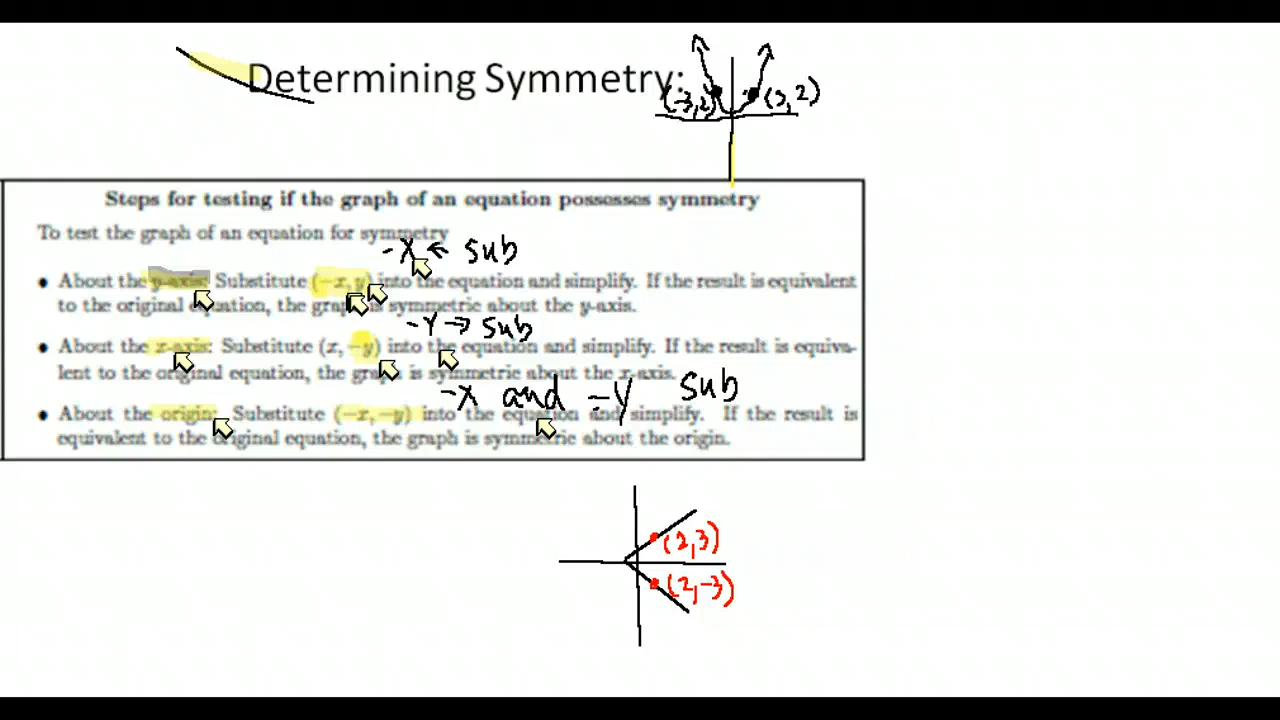 Determining Symmetry:
(-3,2) (3,2)
Steps for testing if the graph of an equation possesses symmetry
To test the graph of an equation for symmetry
-x ← sub
• About the y-axis: Substitute (−x, y) into the equation and simplify. If the result is equivalent
to the original equation, the graph is symmetric about the y-axis.
-Y → sub
• About the x-axis: Substitute (x, −y) into the equation and simplify. If the result is equiva-
lent to the original equation, the graph is symmetric about the x-axis.
-x and -Y sub
• About the origin: Substitute (−x, −y) into the equation and simplify. If the result is
equivalent to the original equation, the graph is symmetric about the origin.
(2,3)
(2,-3)